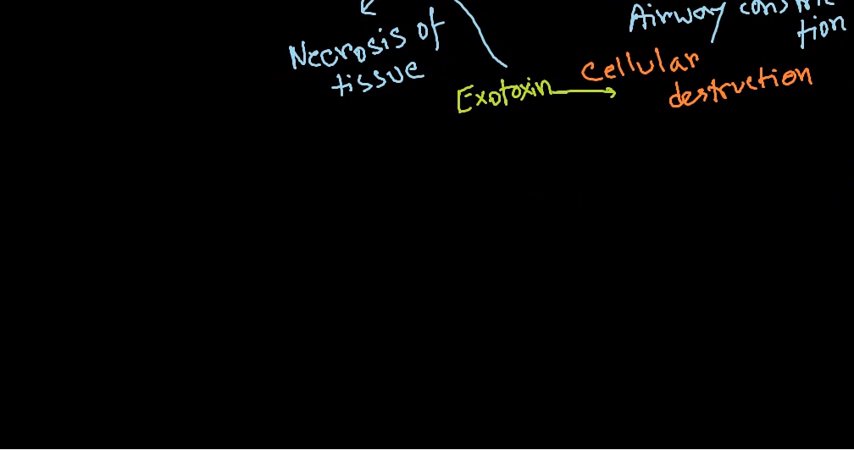 Airway constric
tion
Necrosis of
tissue
Exotoxin
Cellular
destruction